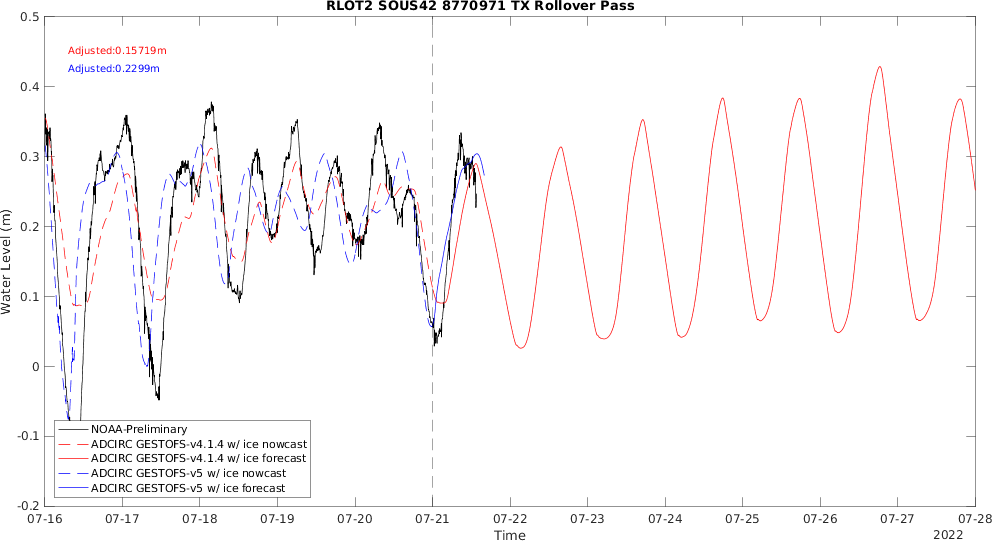 RLOT2 SOUS42 8770971 TX Rollover Pass
Adjusted:0.15719m
Adjusted:0.2299m
0.5
0.4
0.3
0.2
0.1
0
-0.1
-0.2
Water Level (m)
NOAA-Preliminary
ADCIRC GESTOFS-v4.1.4 w/ ice nowcast
ADCIRC GESTOFS-v4.1.4 w/ ice forecast
ADCIRC GESTOFS-v5 w/ ice nowcast
ADCIRC GESTOFS-v5 w/ ice forecast
07-16 07-17 07-18 07-19 07-20 07-21 07-22 07-23 07-24 07-25 07-26 07-27 07-28
Time
2022